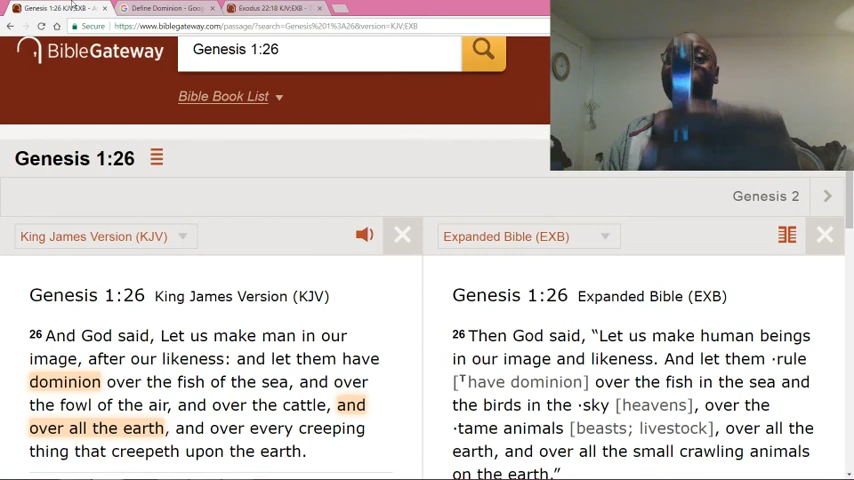 Genesis 1:26 KJV;EXB - A
Define Dominion - Goog
Exodus 22:18 KJV;EXB - T
Secure
https://www.biblegateway.com/passage/?search=Genesis%201%3A26&version=KJV;EXB
BibleGateway
Genesis 1:26
Bible Book List
Genesis 1:26
Genesis 2
King James Version (KJV)
Expanded Bible (EXB)
Genesis 1:26 King James Version (KJV)
26 And God said, Let us make man in our
image, after our likeness: and let them have
dominion over the fish of the sea, and over
the fowl of the air, and over the cattle, and
over all the earth, and over every creeping
thing that creepeth upon the earth.
Genesis 1:26 Expanded Bible (EXB)
26 Then God said, “Let us make human beings
in our image and likeness. And let them ·rule
[ᵀhave dominion] over the fish in the sea and
the birds in the ·sky [heavens], over the
·tame animals [beasts; livestock], over all the
earth, and over all the small crawling animals
on the earth.”